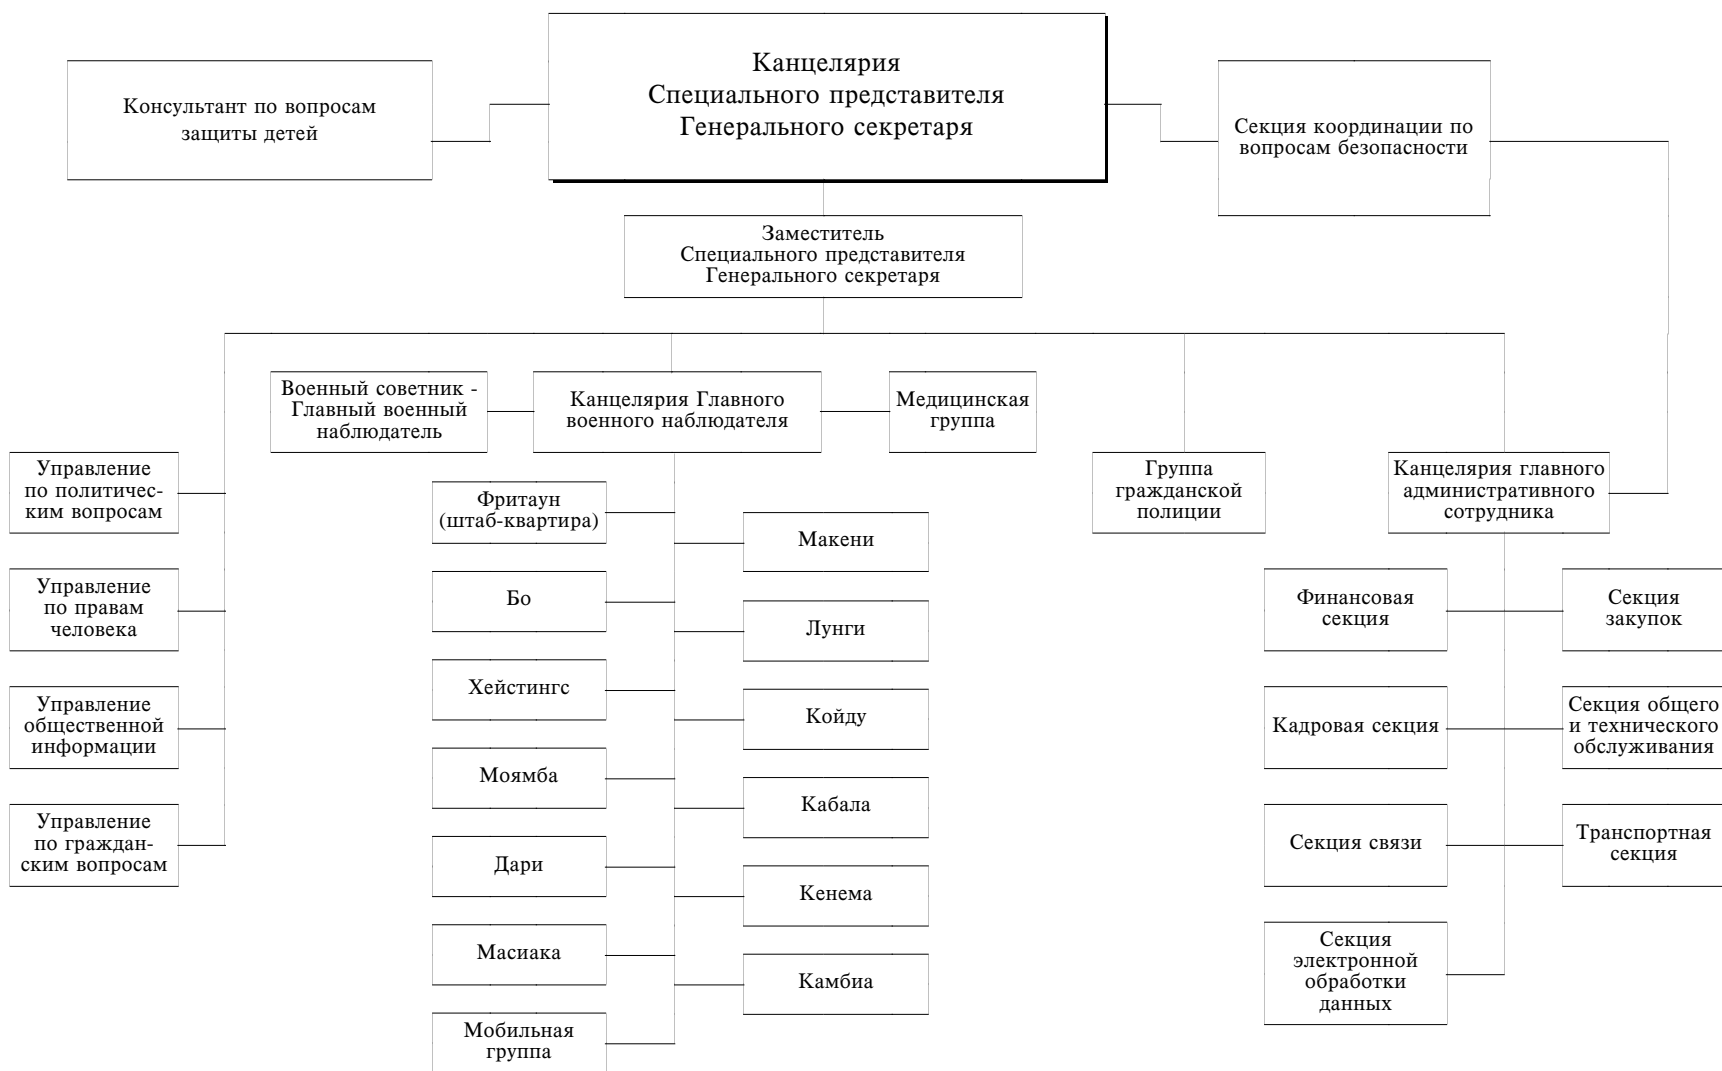 Канцелярия
Специального представителя
Генерального секретаря
Консультант по вопросам
защиты детей
Секция координации по
вопросам безопасности
Заместитель
Специального представителя
Генерального секретаря
Военный советник -
Главный военный
наблюдатель
Канцелярия Главного
военного наблюдателя
Медицинская
группа
Управление
по политичес-
ким вопросам
Управление
по правам
человека
Управление
общественной
информации
Управление
по граждан-
ским вопросам
Фритаун
(штаб-квартира)
Макени
Бо
Лунги
Хейстингс
Койду
Моямба
Кабала
Дари
Кенема
Масиака
Камбиа
Мобильная
группа
Группа
гражданской
полиции
Канцелярия главного
административного
сотрудника
Финансовая
секция
Секция
закупок
Кадровая секция
Секция общего
и технического
обслуживания
Секция связи
Транспортная
секция
Секция
электронной
обработки
данных